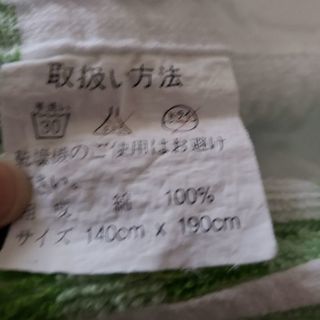 取扱い方法
30
乾燥機のご使用はお避け
さい。
綿 100%
サイズ 140cm x 190cm